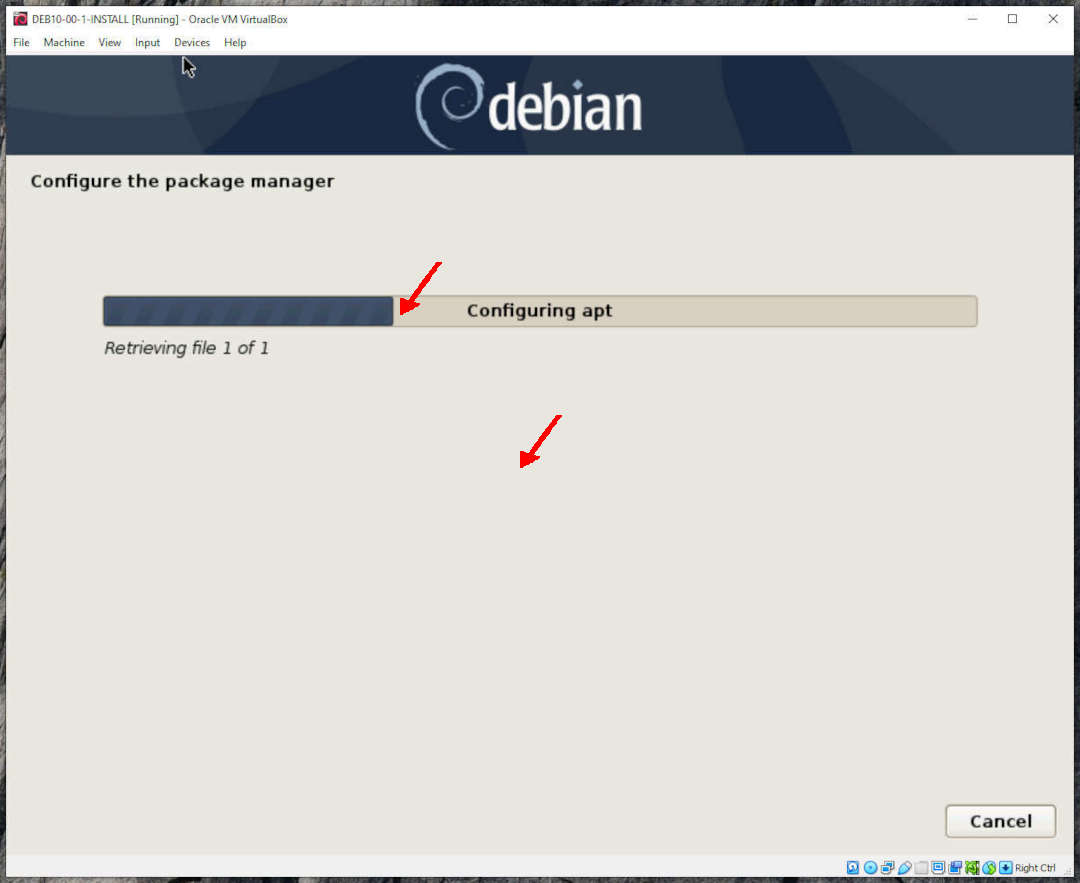 DEB10-00-1-INSTALL [Running] - Oracle VM VirtualBox
File Machine View Input Devices Help
debian
Configure the package manager
Configuring apt
Retrieving file 1 of 1
Cancel
Right Ctrl